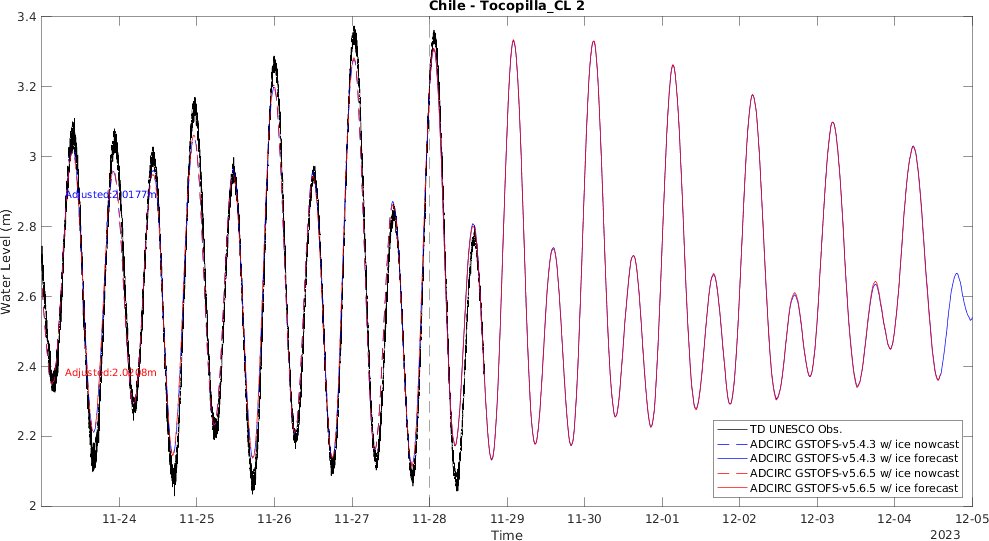 Chile - Tocopilla_CL 2
Water Level (m)
3.4
3.2
3
2.8
2.6
2.4
2.2
2
Adjusted:2.0177m
Adjusted:2.0208m
TD UNESCO Obs.
ADCIRC GSTOFS-v5.4.3 w/ ice nowcast
ADCIRC GSTOFS-v5.4.3 w/ ice forecast
ADCIRC GSTOFS-v5.6.5 w/ ice nowcast
ADCIRC GSTOFS-v5.6.5 w/ ice forecast
11-24 11-25 11-26 11-27 11-28 11-29 11-30 12-01 12-02 12-03 12-04 12-05
Time
2023